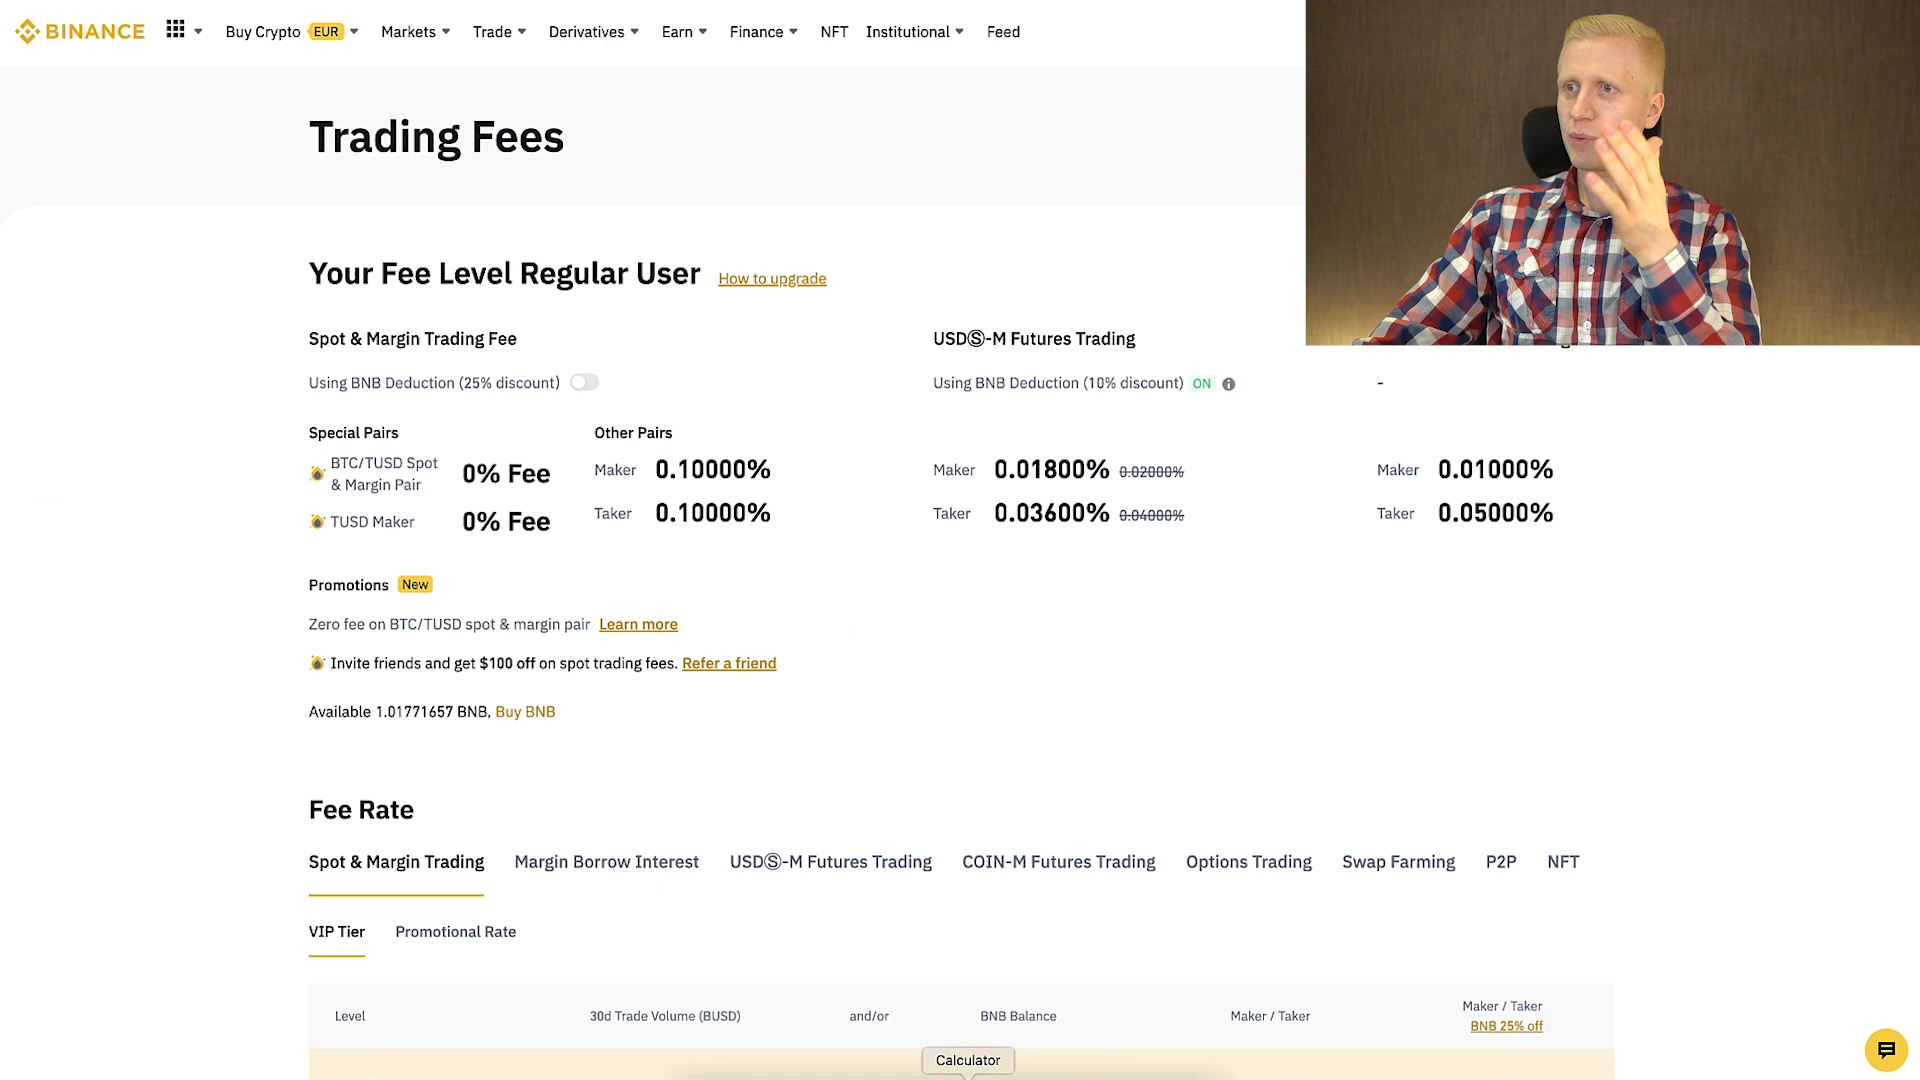 BINANCE
Buy Crypto EUR Markets Trade Derivatives Earn Finance NFT Institutional Feed
Trading Fees
Your Fee Level Regular User How to upgrade
Spot & Margin Trading Fee
Using BNB Deduction (25% discount)
Special Pairs
BTC/TUSD Spot
& Margin Pair
0% Fee
TUSD Maker 0% Fee
Other Pairs
Maker 0.10000%
Taker 0.10000%
USDⓈ-M Futures Trading
Using BNB Deduction (10% discount) ON
Maker 0.01800% 0.02000%
Taker 0.03600% 0.04000%
-
Maker 0.01000%
Taker 0.05000%
Promotions New
Zero fee on BTC/TUSD spot & margin pair Learn more
Invite friends and get $100 off on spot trading fees. Refer a friend
Available 1.01771657 BNB, Buy BNB
Fee Rate
Spot & Margin Trading Margin Borrow Interest USDⓈ-M Futures Trading COIN-M Futures Trading Options Trading Swap Farming P2P NFT
VIP Tier Promotional Rate
Level 30d Trade Volume (BUSD) and/or BNB Balance Maker / Taker
Maker / Taker
BNB 25% off
Calculator